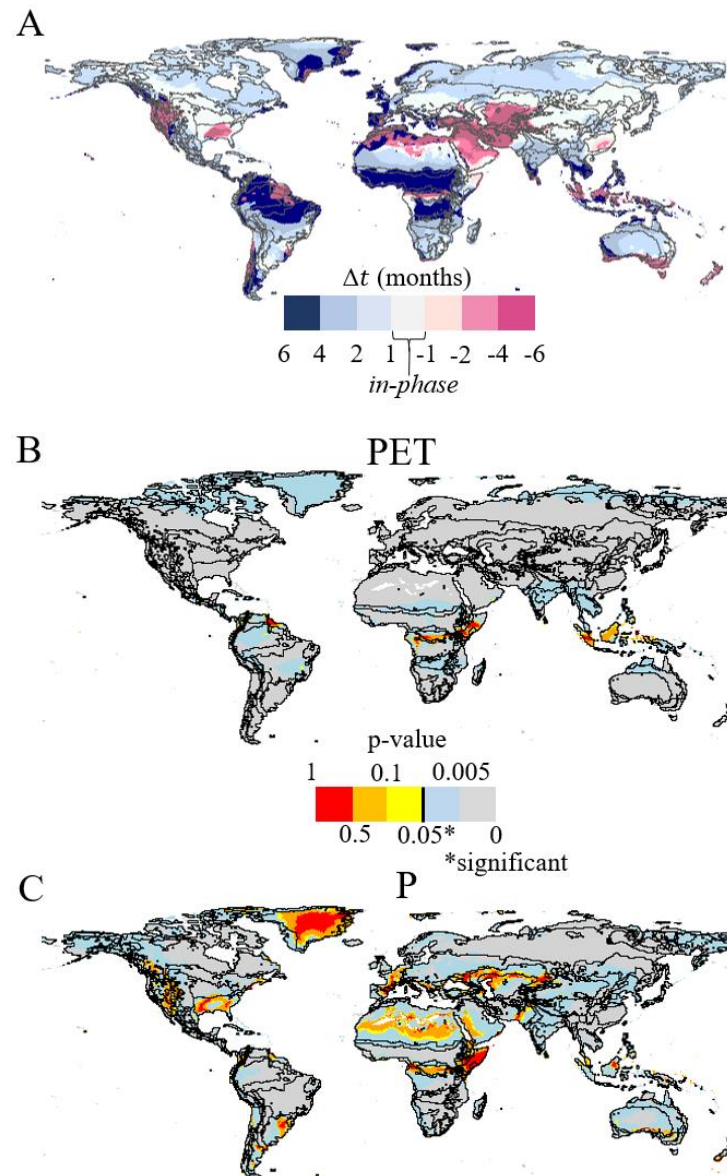 A
Δt (months)
6 4 2 1 -1 -2 -4 -6
in-phase
B PET
p-value
1 0.1 0.005
0.5 0.05* 0
*significant
C P